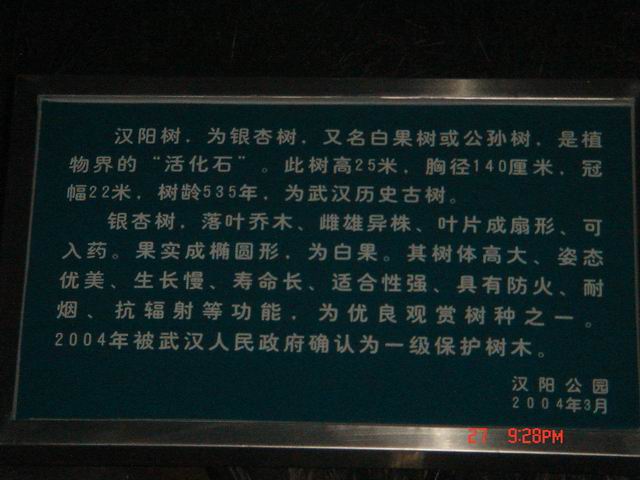 汉阳树，为银杏树，又名白果树或公孙树，是植
物界的“活化石”。此树高25米，胸径140厘米，冠
幅22米，树龄535年，为武汉历史古树。
银杏树，落叶乔木、雌雄异株、叶片成扇形、可
入药。果实成椭圆形，为白果。其树体高大、姿态
优美、生长慢、寿命长、适合性强、具有防火、耐
烟、抗辐射等功能，为优良观赏树种之一。
2004年被武汉人民政府确认为一级保护树木。
汉阳公园
2004年3月
27 9:28PM